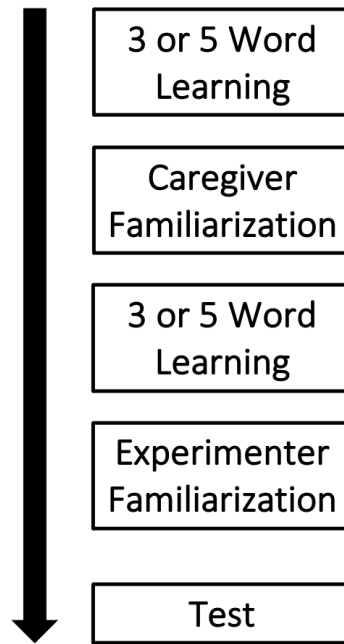 3 or 5 Word
Learning
Caregiver
Familiarization
3 or 5 Word
Learning
Experimenter
Familiarization
Test